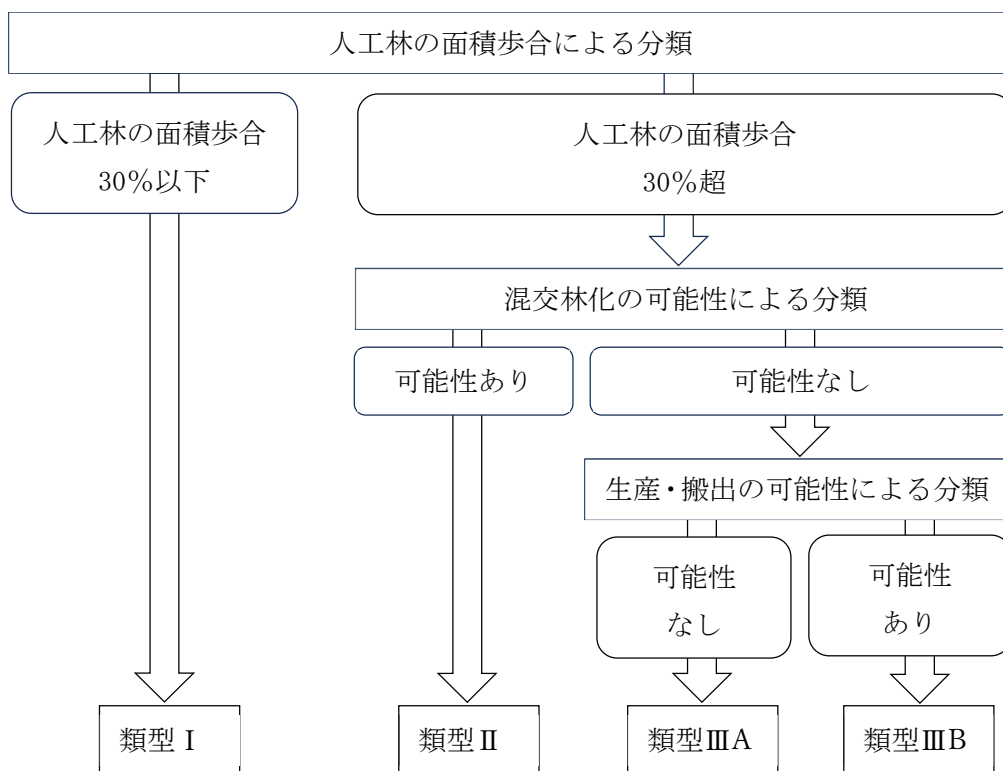 人工林の面積歩合による分類
人工林の面積歩合
30%以下
人工林の面積歩合
30%超
混交林化の可能性による分類
可能性あり
可能性なし
生産・搬出の可能性による分類
可能性
なし
可能性
あり
類型Ⅰ
類型Ⅱ
類型ⅢA
類型ⅢB